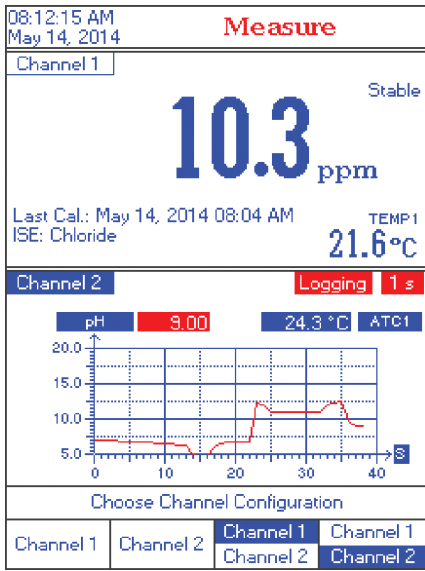 08:12:15 AM
May 14, 2014
Measure
Channel 1
Stable
10.3 ppm
Last Cal.: May 14, 2014 08:04 AM
ISE: Chloride
TEMP1
21.6°C
Channel 2
Logging 1 s
pH 9.00 24.3 °C ATC1
20.0
15.0
10.0
5.0
S
0 10 20 30 40
Choose Channel Configuration
Channel 1
Channel 2
Channel 1
Channel 2
Channel 1
Channel 2